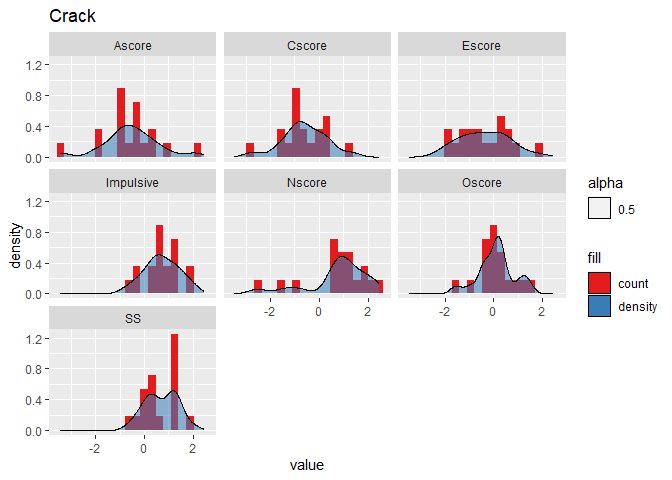 Crack
Ascore Cscore Escore
1.2
0.8
0.4
0.0
Impulsive Nscore Oscore
1.2
0.8
0.4
0.0
SS
1.2
0.8
0.4
0.0
-2 0 2
-2 0 2
-2 0 2
density
value
alpha
0.5
fill
count
density